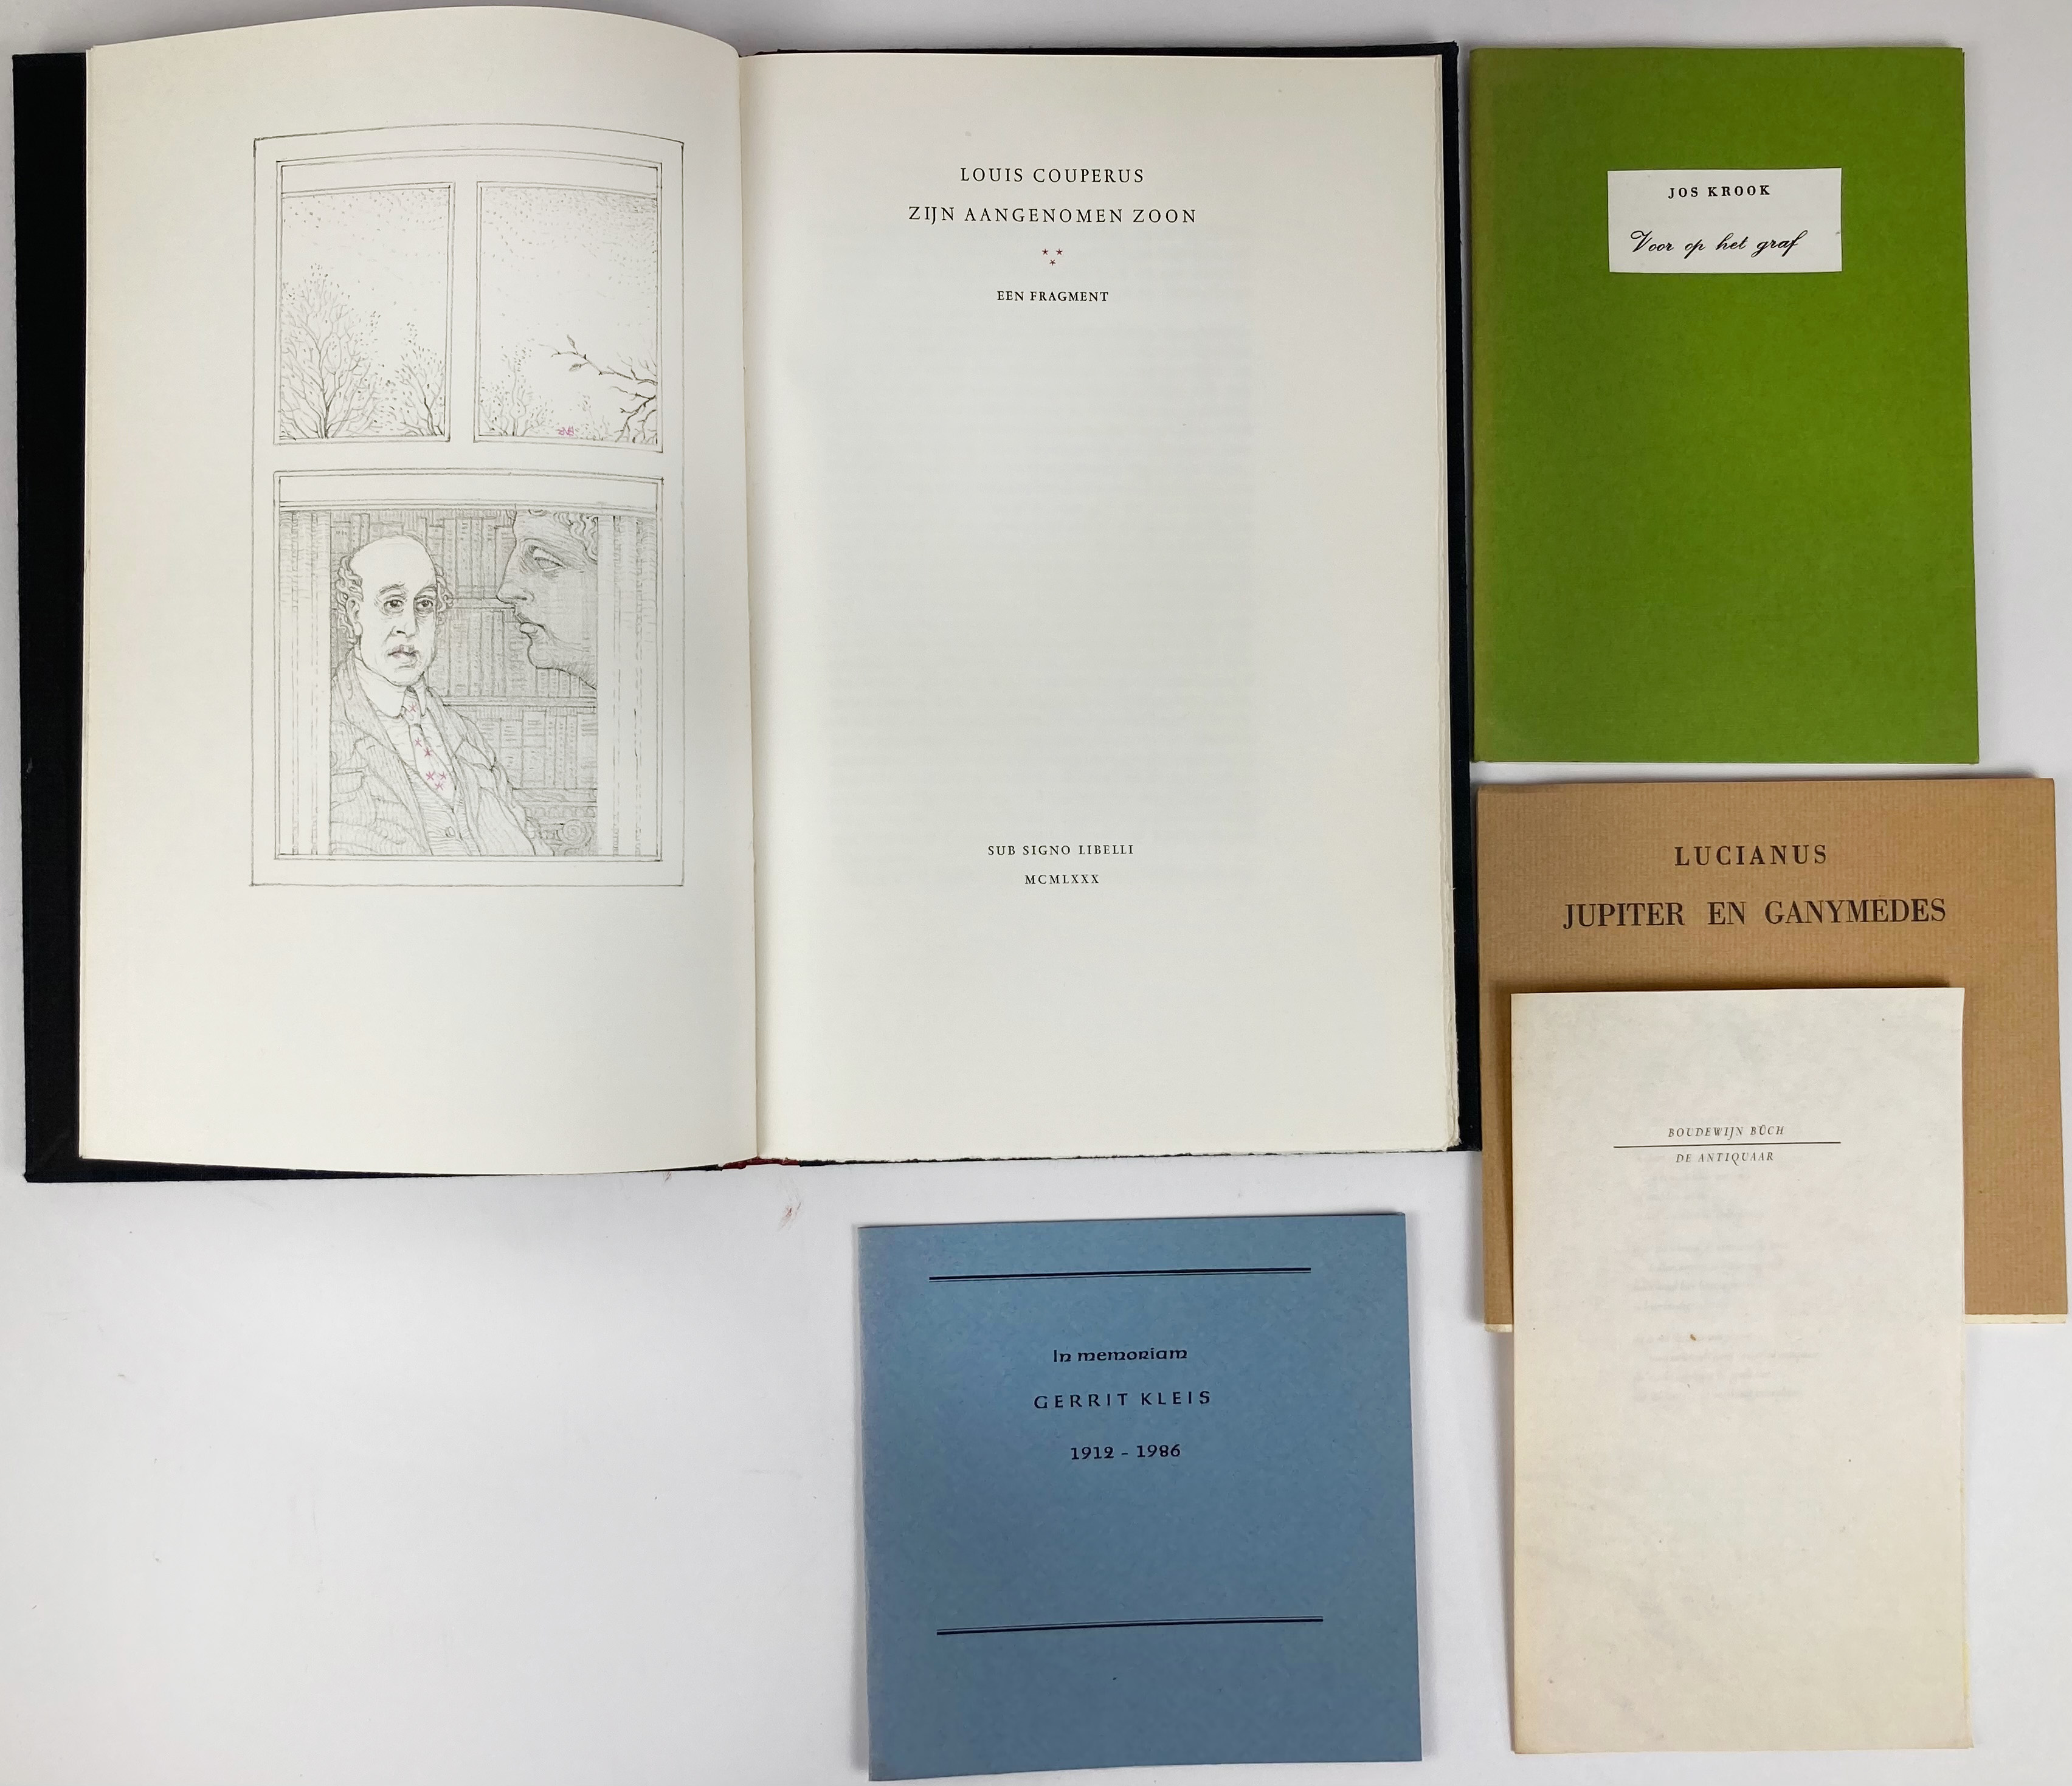 LOUIS COUPERUS
ZIJN AANGENOMEN ZOON
EEN FRAGMENT
SUB SIGNO LIBELLI
MCMLXXX
JOS KROOK
Voor op het graf
LUCIANUS
JUPITER EN GANYMEDES
BOUDEWIJN BÜCH
DE ANTIQUAAR
In memoriam
GERRIT KLEIS
1912 - 1986